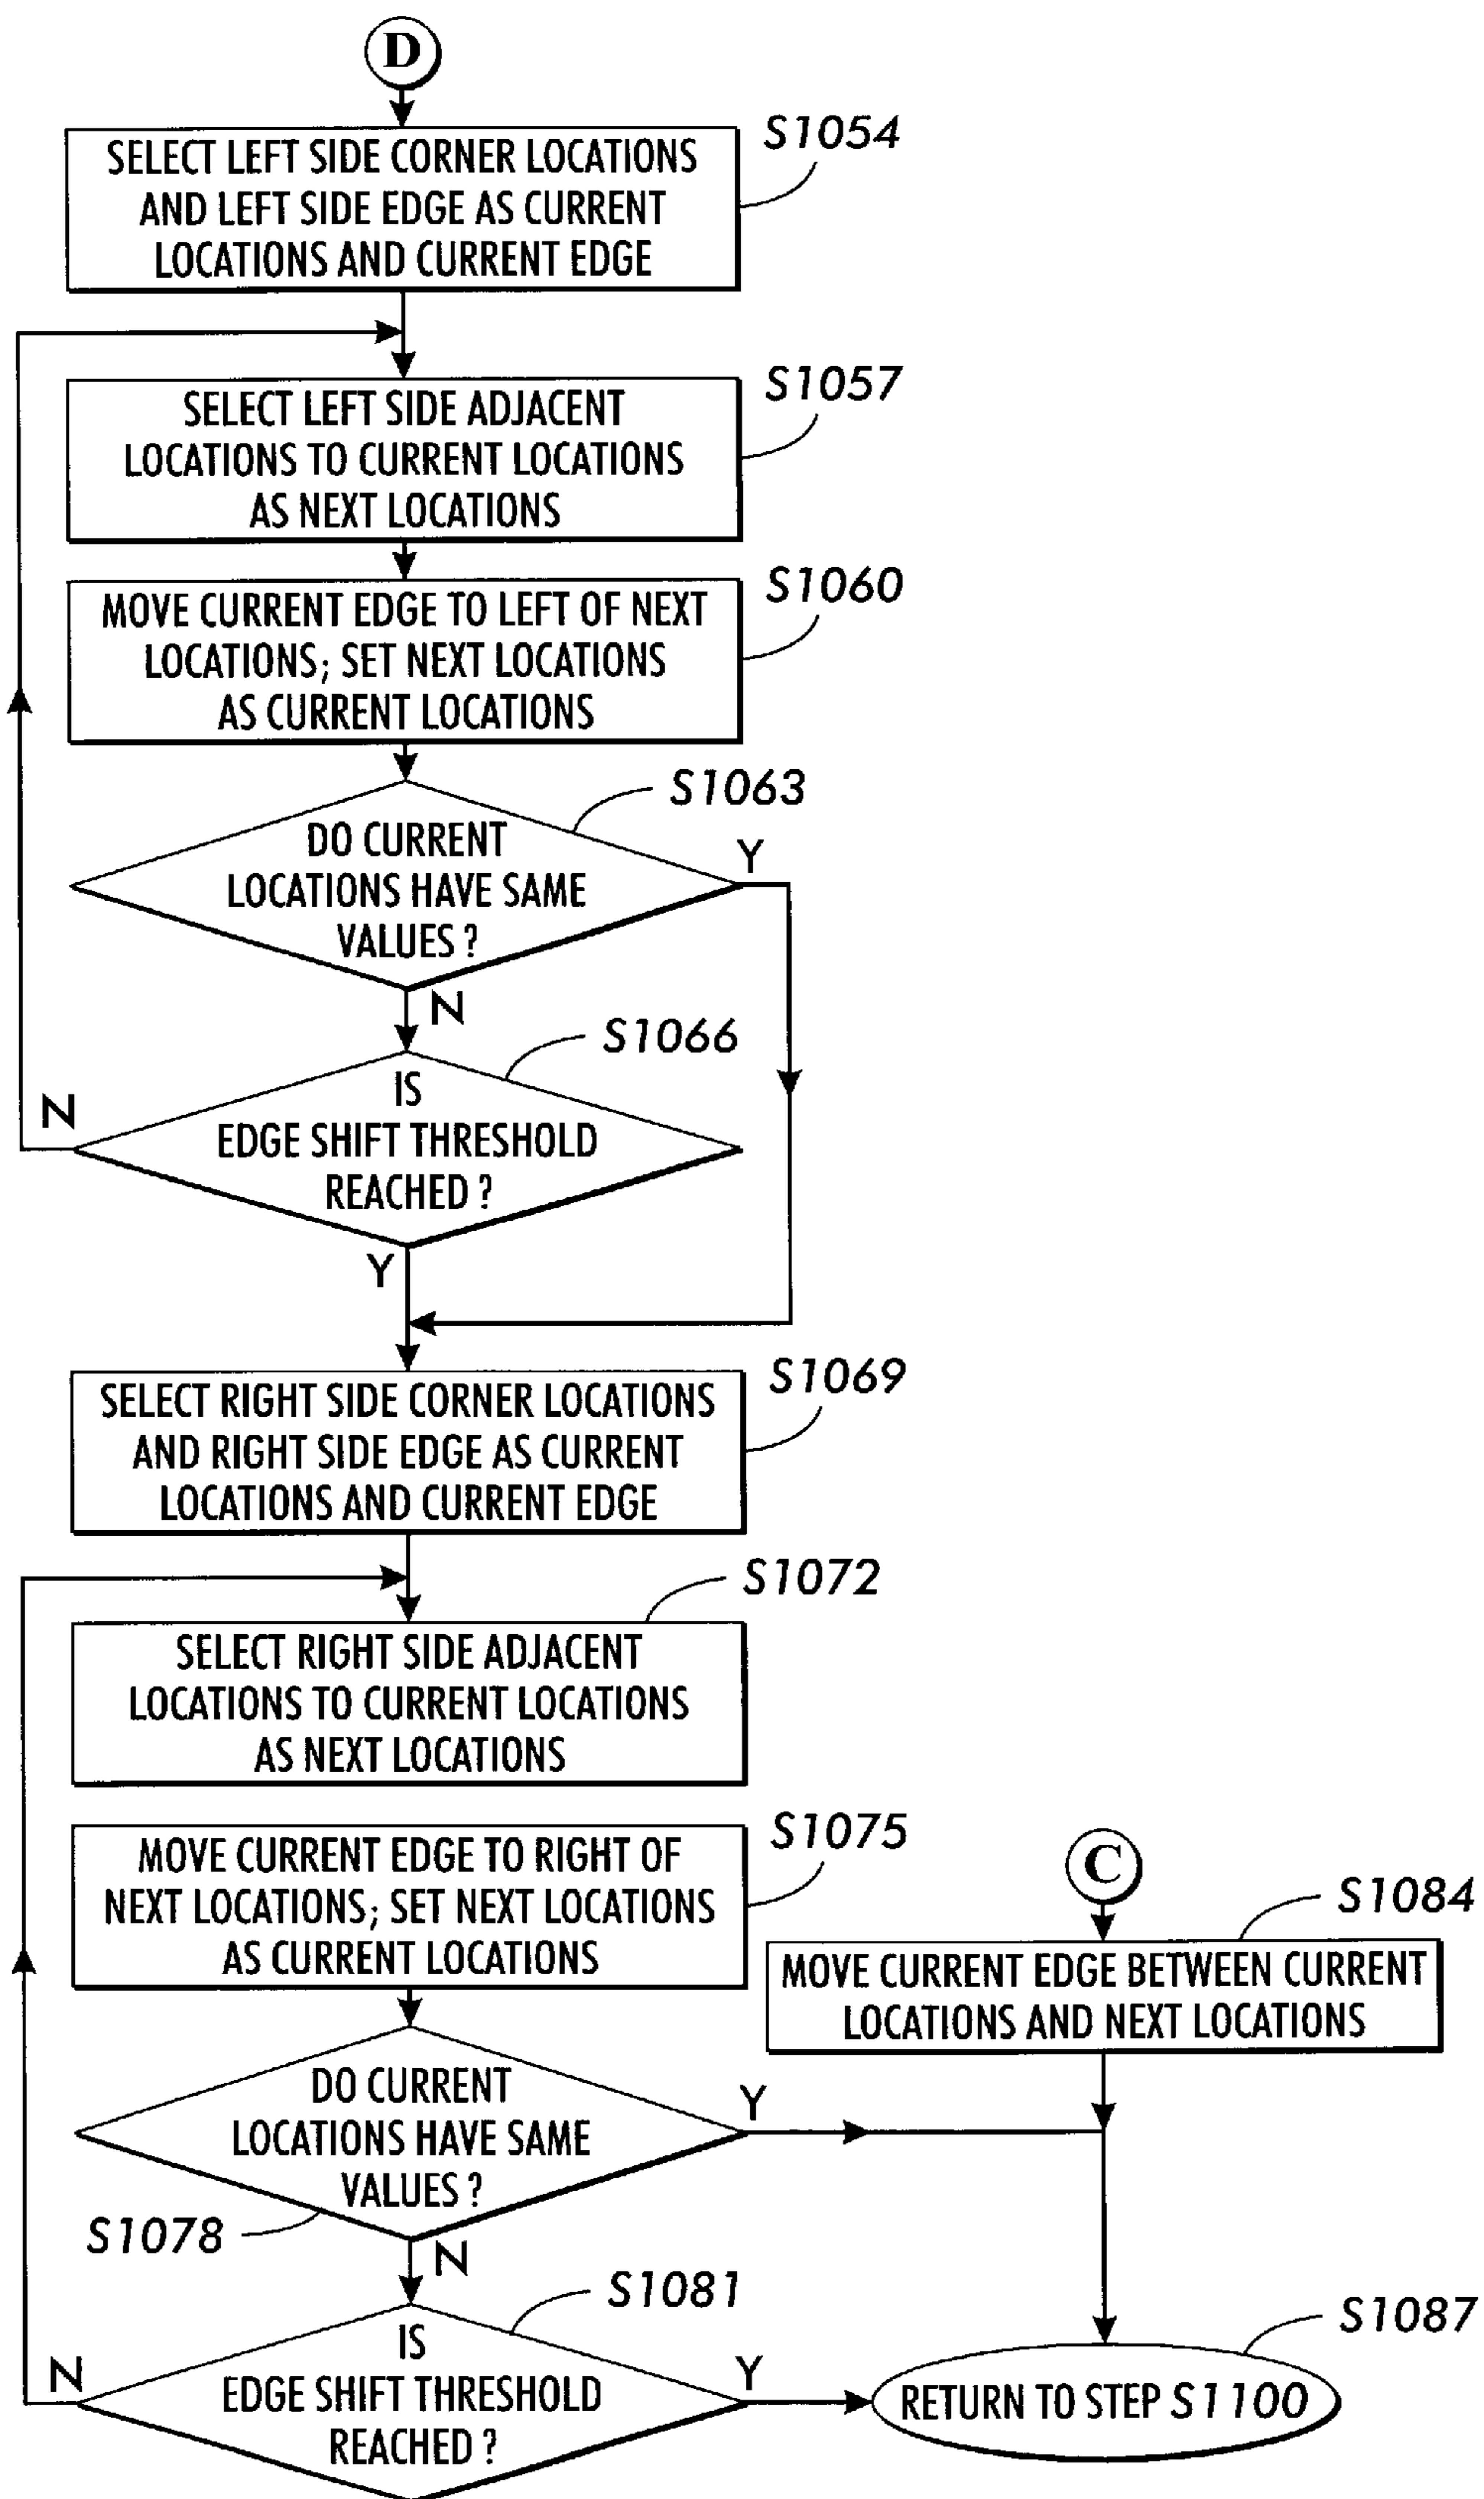 D
SELECT LEFT SIDE CORNER LOCATIONS
AND LEFT SIDE EDGE AS CURRENT
LOCATIONS AND CURRENT EDGE
S1054
SELECT LEFT SIDE ADJACENT
LOCATIONS TO CURRENT LOCATIONS
AS NEXT LOCATIONS
S1057
MOVE CURRENT EDGE TO LEFT OF NEXT
LOCATIONS; SET NEXT LOCATIONS
AS CURRENT LOCATIONS
S1060
S1063
DO CURRENT
LOCATIONS HAVE SAME
VALUES ?
Y
N
S1066
IS
EDGE SHIFT THRESHOLD
REACHED ?
N
Y
SELECT RIGHT SIDE CORNER LOCATIONS
AND RIGHT SIDE EDGE AS CURRENT
LOCATIONS AND CURRENT EDGE
S1069
S1072
SELECT RIGHT SIDE ADJACENT
LOCATIONS TO CURRENT LOCATIONS
AS NEXT LOCATIONS
MOVE CURRENT EDGE TO RIGHT OF
NEXT LOCATIONS; SET NEXT LOCATIONS
AS CURRENT LOCATIONS
S1075
C
S1084
MOVE CURRENT EDGE BETWEEN CURRENT
LOCATIONS AND NEXT LOCATIONS
DO CURRENT
LOCATIONS HAVE SAME
VALUES ?
Y
S1078
N
S1081
IS
EDGE SHIFT THRESHOLD
REACHED ?
N
Y
S1087
RETURN TO STEP S1100